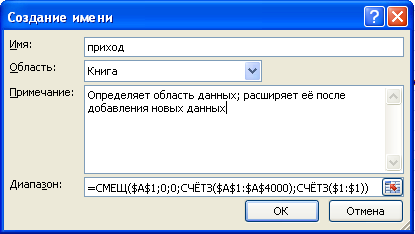 Создание имени
Имя:
приход
Область:
Книга
Примечание:
Определяет область данных; расширяет её после
добавления новых данных
Диапазон:
=СМЕЩ($A$1;0;0;СЧЁТЗ($A$1:$A$4000);СЧЁТЗ($1:$1))
ОК
Отмена